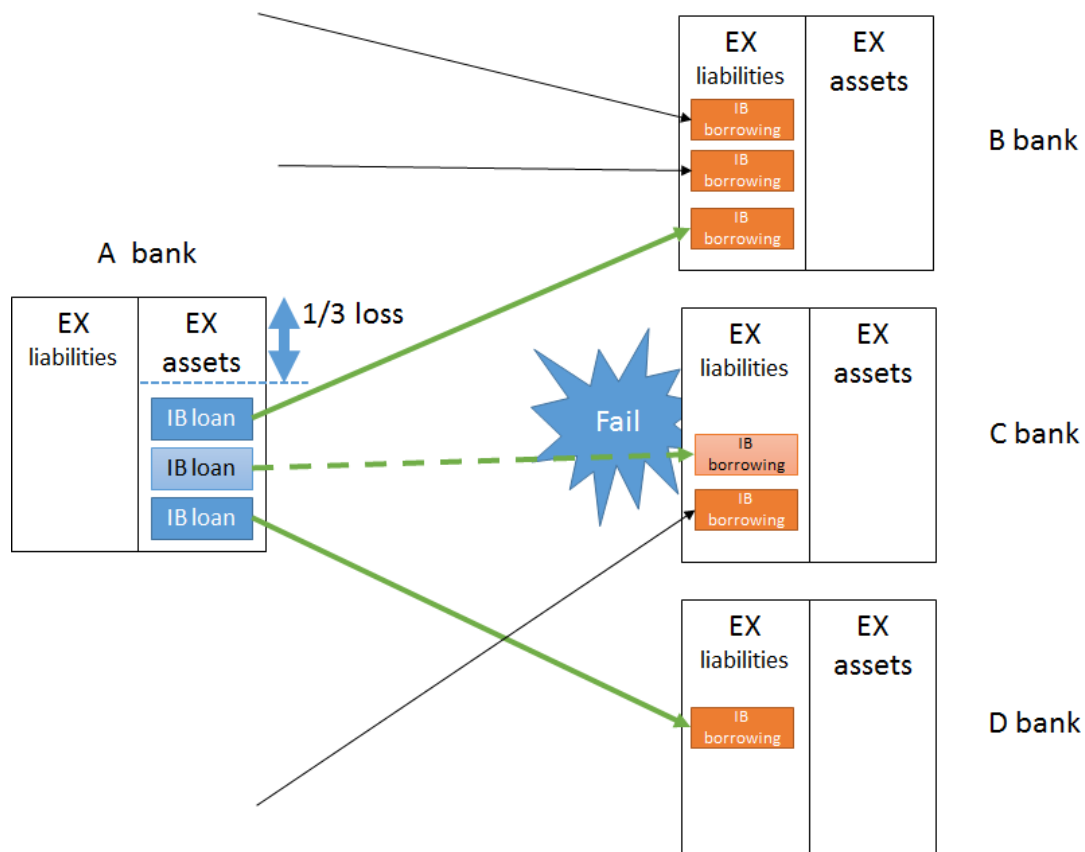 EX
liabilities
EX
assets
IB
borrowing
IB
borrowing
IB
borrowing
B bank
A bank
EX
liabilities
EX
assets
1/3 loss
IB loan
IB loan
IB loan
Fail
EX
liabilities
EX
assets
IB
borrowing
IB
borrowing
C bank
EX
liabilities
EX
assets
IB
borrowing
D bank